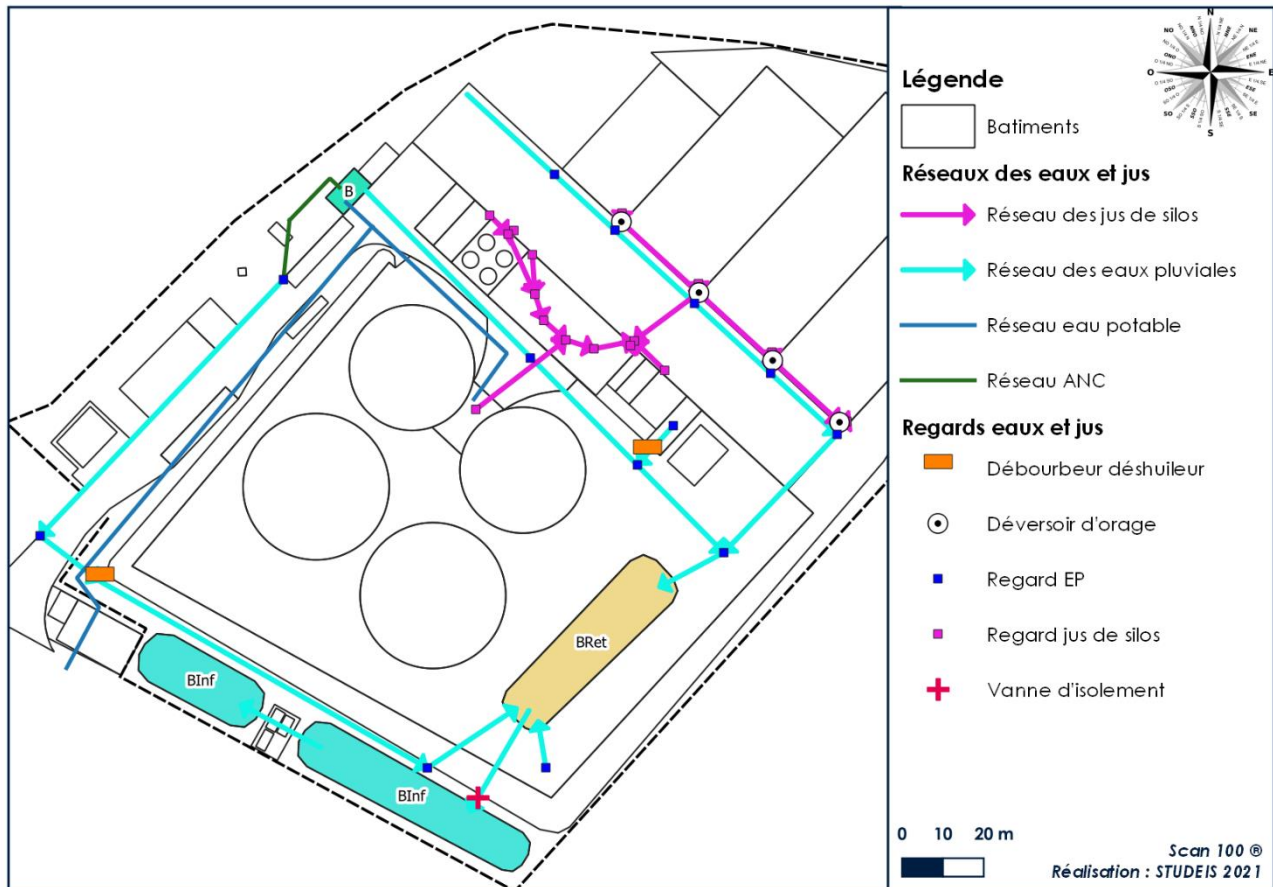 B
BRet
BInf
BInf
Légende
Batiments
Réseaux des eaux et jus
Réseau des jus de silos
Réseau des eaux pluviales
Réseau eau potable
Réseau ANC
Regards eaux et jus
Débourbeur déshuileur
Déversoir d'orage
Regard EP
Regard jus de silos
Vanne d'isolement
N
NO
NE
O
E
SO
SE
S
0 10 20 m
Scan 100 ®
Réalisation : STUDEIS 2021